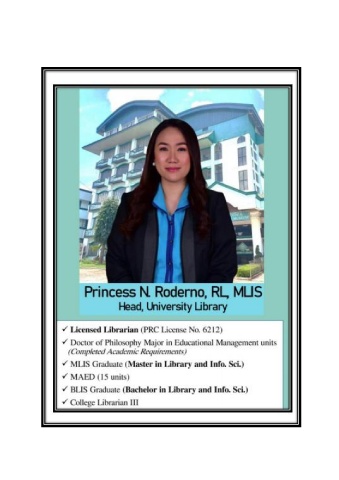 Princess N. Roderno, RL, MLIS
Head, University Library
✓ Licensed Librarian (PRC License No. 6212)
✓ Doctor of Philosophy Major in Educational Management units
(Completed Academic Requirements)
✓ MLIS Graduate (Master in Library and Info. Sci.)
✓ MAED (15 units)
✓ BLIS Graduate (Bachelor in Library and Info. Sci.)
✓ College Librarian III